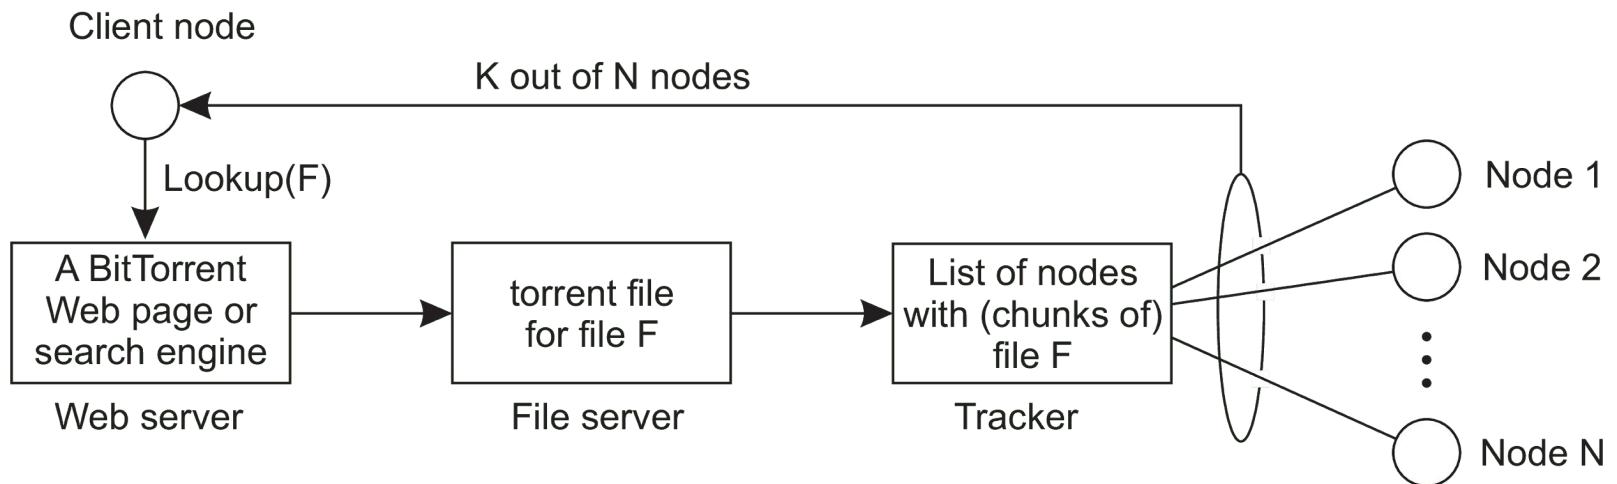 Client node
K out of N nodes
Lookup(F)
A BitTorrent
Web page or
search engine
Web server
torrent file
for file F
File server
List of nodes
with (chunks of)
file F
Tracker
Node 1
Node 2
Node N